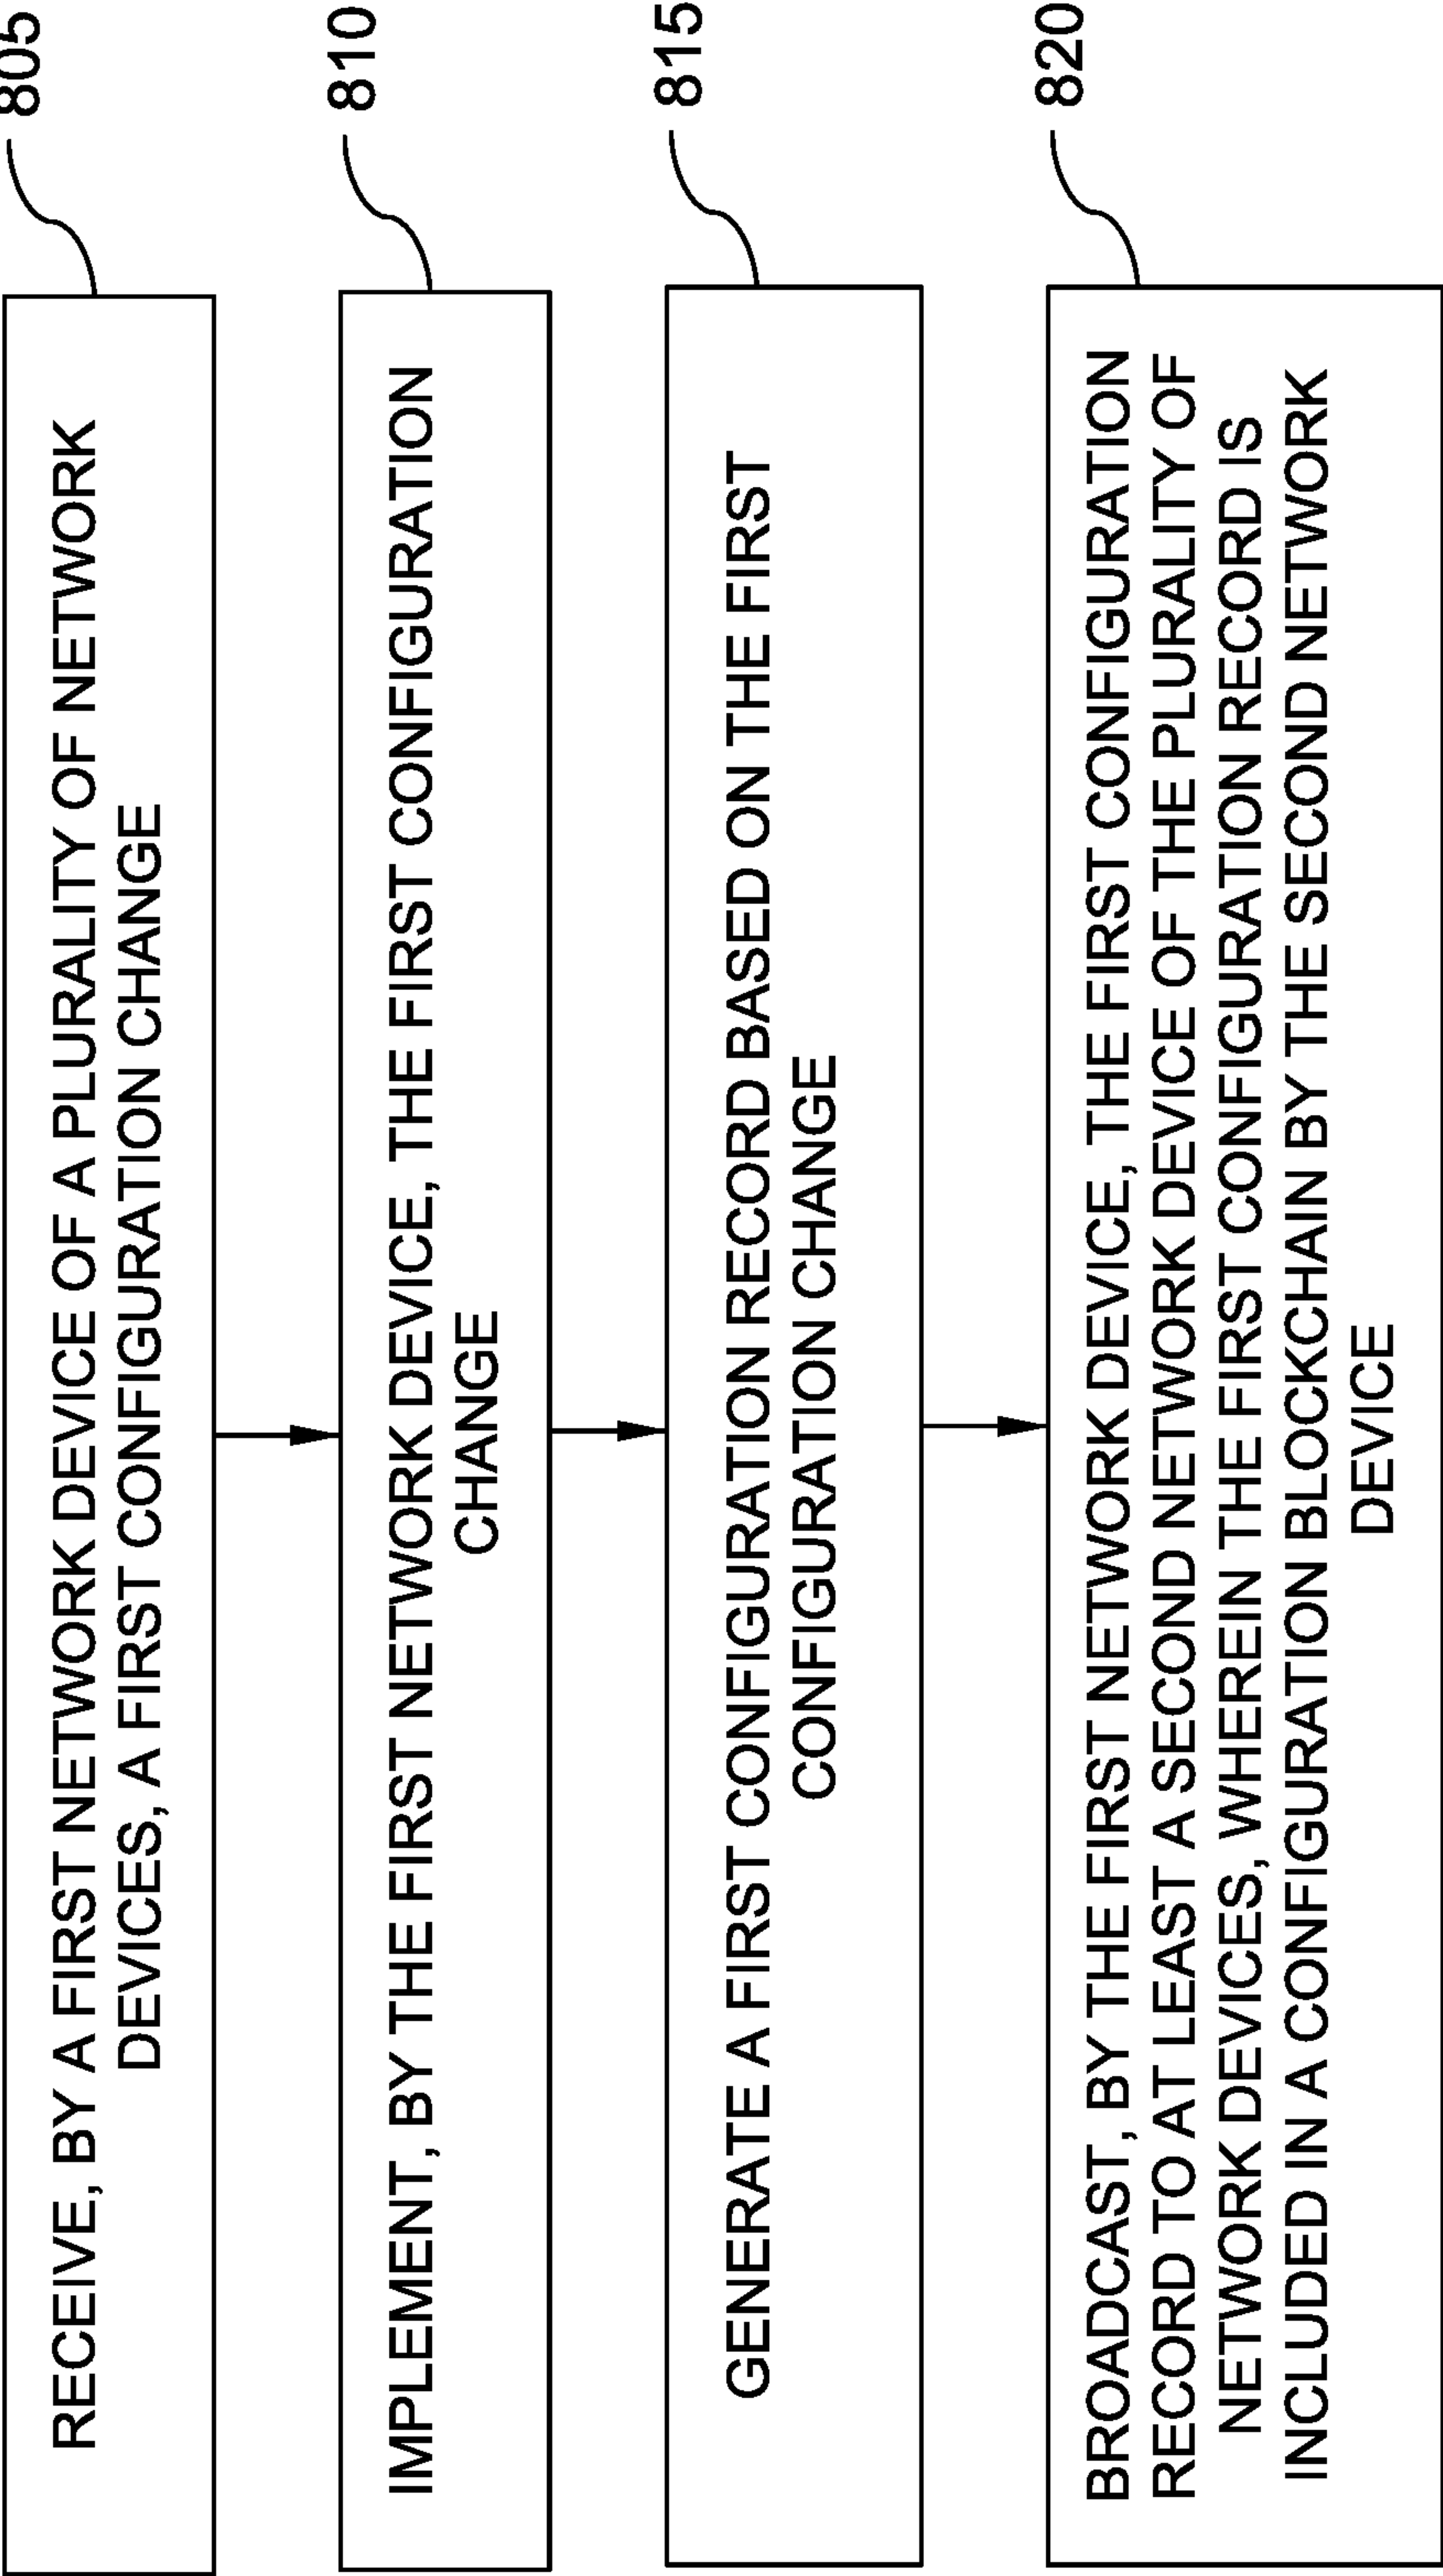 805
RECEIVE, BY A FIRST NETWORK DEVICE OF A PLURALITY OF NETWORK
DEVICES, A FIRST CONFIGURATION CHANGE
810
IMPLEMENT, BY THE FIRST NETWORK DEVICE, THE FIRST CONFIGURATION
CHANGE
815
GENERATE A FIRST CONFIGURATION RECORD BASED ON THE FIRST
CONFIGURATION CHANGE
820
BROADCAST, BY THE FIRST NETWORK DEVICE, THE FIRST CONFIGURATION
RECORD TO AT LEAST A SECOND NETWORK DEVICE OF THE PLURALITY OF
NETWORK DEVICES, WHEREIN THE FIRST CONFIGURATION RECORD IS
INCLUDED IN A CONFIGURATION BLOCKCHAIN BY THE SECOND NETWORK
DEVICE